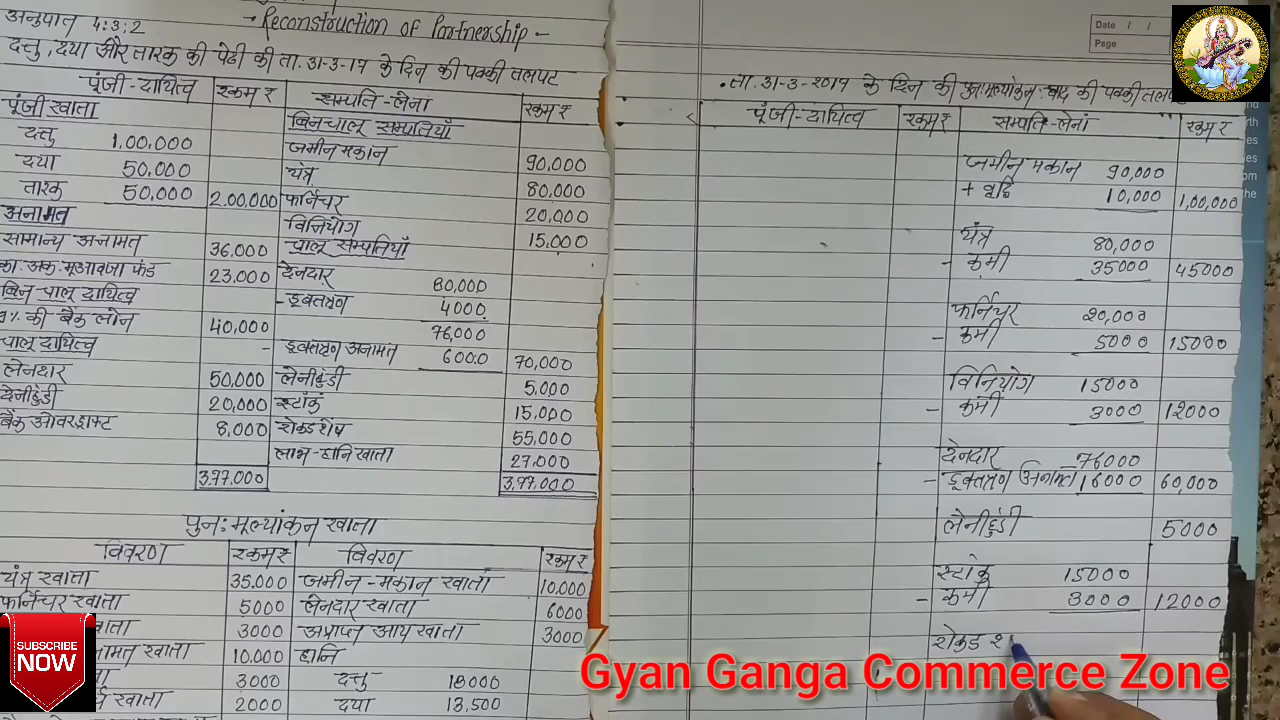 अनुपात 4:3:2
Reconstruction of Partnership -
दत्तु, दया और तारक की पेढी की ता. 31-3-19 के दिन की पक्की तलपट
पूंजी-दायित्व रकम ₹ सम्पति-लेना रकम ₹
पूंजी खाता बिनचालु सम्पतियाँ
दत्तु 1,00,000 जमीन मकान 90,000
दया 50,000 यंत्र 80,000
तारक 50,000 2,00,000 फर्निचर 20,000
अनामत विनियोग 15,000
सामान्य अनामत 36,000 चालू सम्पतियाँ
का. अक. मूआवजा फंड 23,000 देनदार 80,000
बिन चालु दायित्व - डूबतऋण 4000
% की बैंक लोन 40,000 76,000
चालु दायित्व - डूबतऋण अनामत 6000 70,000
लेनदार 50,000 लेनीहुंडी 5,000
देनीहुंडी 20,000 स्टॉक 15,000
बैंक ओवरड्राफ्ट 8,000 रोकड शेष 55,000
लाभ-हानि खाता 27,000
3,77,000 3,77,000
पुनः मूल्यांकन खाता
विवरण रकम ₹ विवरण रकम ₹
यंत्र खाता 35,000 जमीन-मकान खाता 10,000
फर्निचर खाता 5000 लेनदार खाता 6000
खाता 3000 अप्राप्त आय खाता 3000
नामत खाता 10,000 हानि
3000 दत्तु 18000
खाता 2000 दया 13,500
Date / /
Page
• ता. 31-3-2019 के दिन की पुनःमूल्यांकन बाद की पक्की तलपट
पूंजी-दायित्व रकम ₹ सम्पति-लेना रकम ₹
जमीन मकान 90,000
+ वृद्धि 10,000 1,00,000
यंत्र 80,000
- कमी 35000 45000
फर्निचर 20,000
- कमी 5000 15000
विनियोग 15000
- कमी 3000 12000
देनदार 76000
- डूबतऋण अनामत 16000 60,000
लेनीहुंडी 5000
स्टॉक 15000
- कमी 3000 12000
रोकड
SUBSCRIBE
NOW
Gyan Ganga Commerce Zone